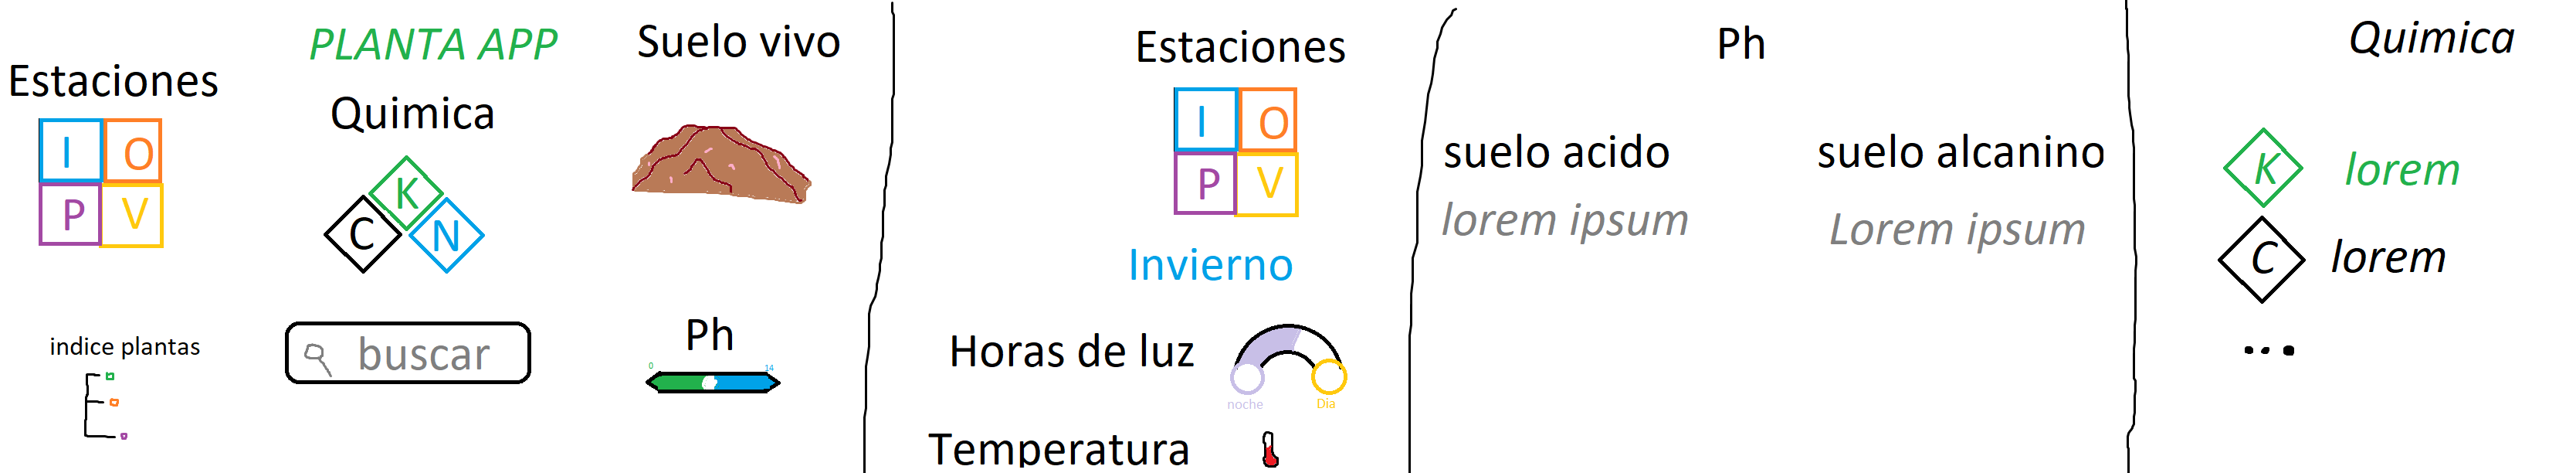 PLANTA APP
Estaciones
I O
P V
Quimica
K
C N
Suelo vivo
indice plantas
buscar
Ph
0 14
Estaciones
I O
P V
Invierno
Horas de luz
noche Dia
Temperatura
Ph
suelo acido
lorem ipsum
suelo alcanino
Lorem ipsum
Quimica
K lorem
C lorem
...